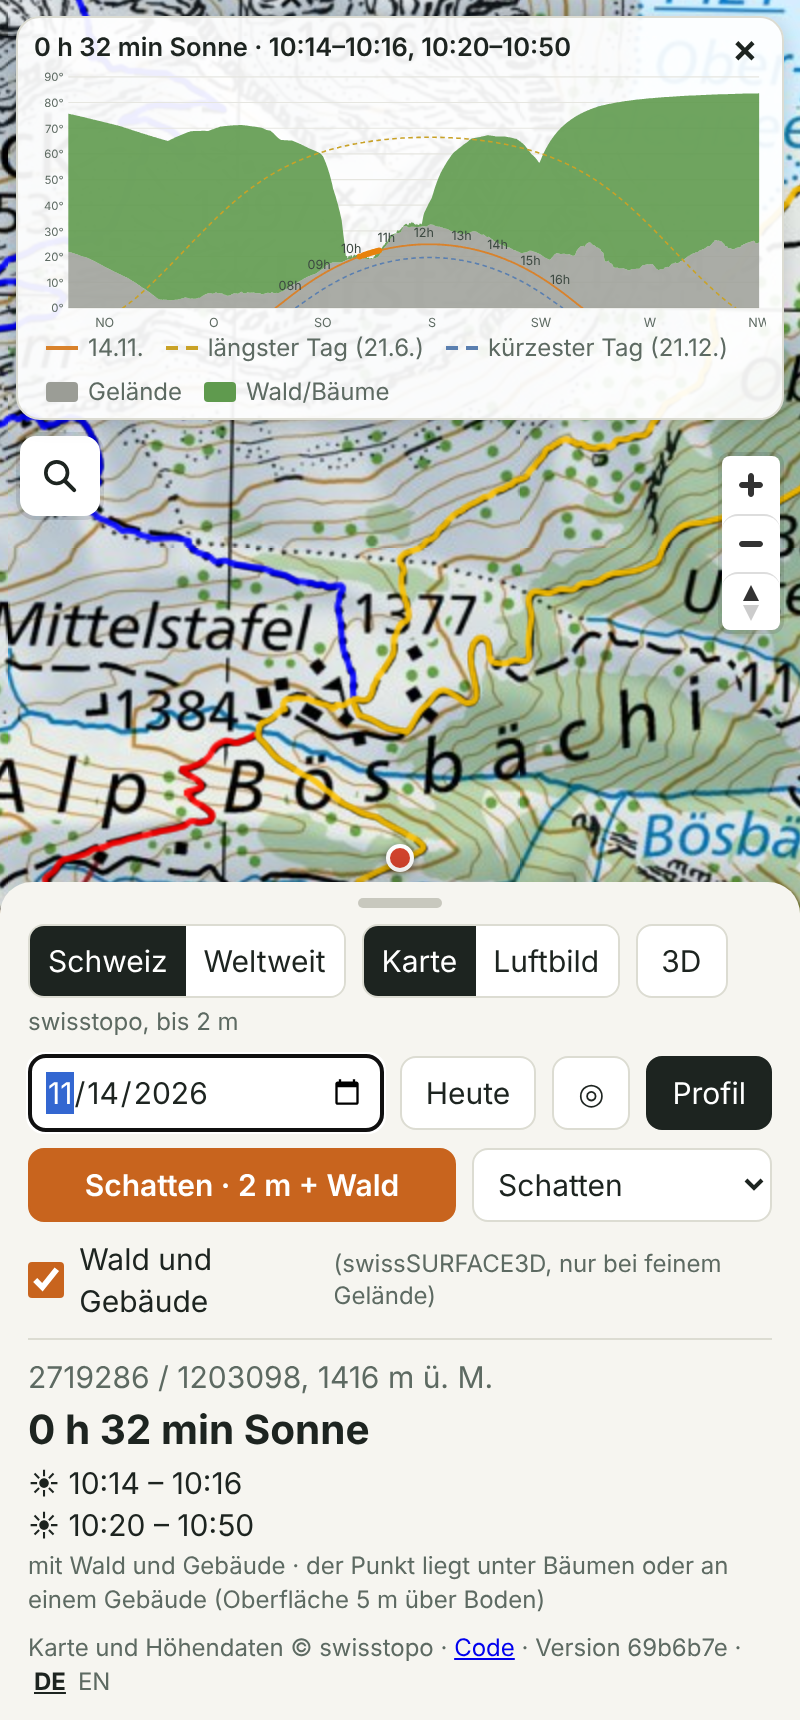 0 h 32 min Sonne · 10:14–10:16, 10:20–10:50
90°
80°
70°
60°
50°
40°
30°
20°
10°
0°
08h
09h
10h
11h
12h
13h
14h
15h
16h
NO
O
SO
S
SW
W
NW
14.11.
längster Tag (21.6.)
kürzester Tag (21.12.)
Gelände
Wald/Bäume
Mittelstafel
1377
1384
Alp Bösbächi
11
Bösbä
Schweiz
Weltweit
Karte
Luftbild
3D
swisstopo, bis 2 m
11/14/2026
Heute
Profil
Schatten · 2 m + Wald
Schatten
Wald und
Gebäude
(swissSURFACE3D, nur bei feinem
Gelände)
2719286 / 1203098, 1416 m ü. M.
0 h 32 min Sonne
10:14 – 10:16
10:20 – 10:50
mit Wald und Gebäude · der Punkt liegt unter Bäumen oder an
einem Gebäude (Oberfläche 5 m über Boden)
Karte und Höhendaten © swisstopo · Code · Version 69b6b7e ·
DE EN